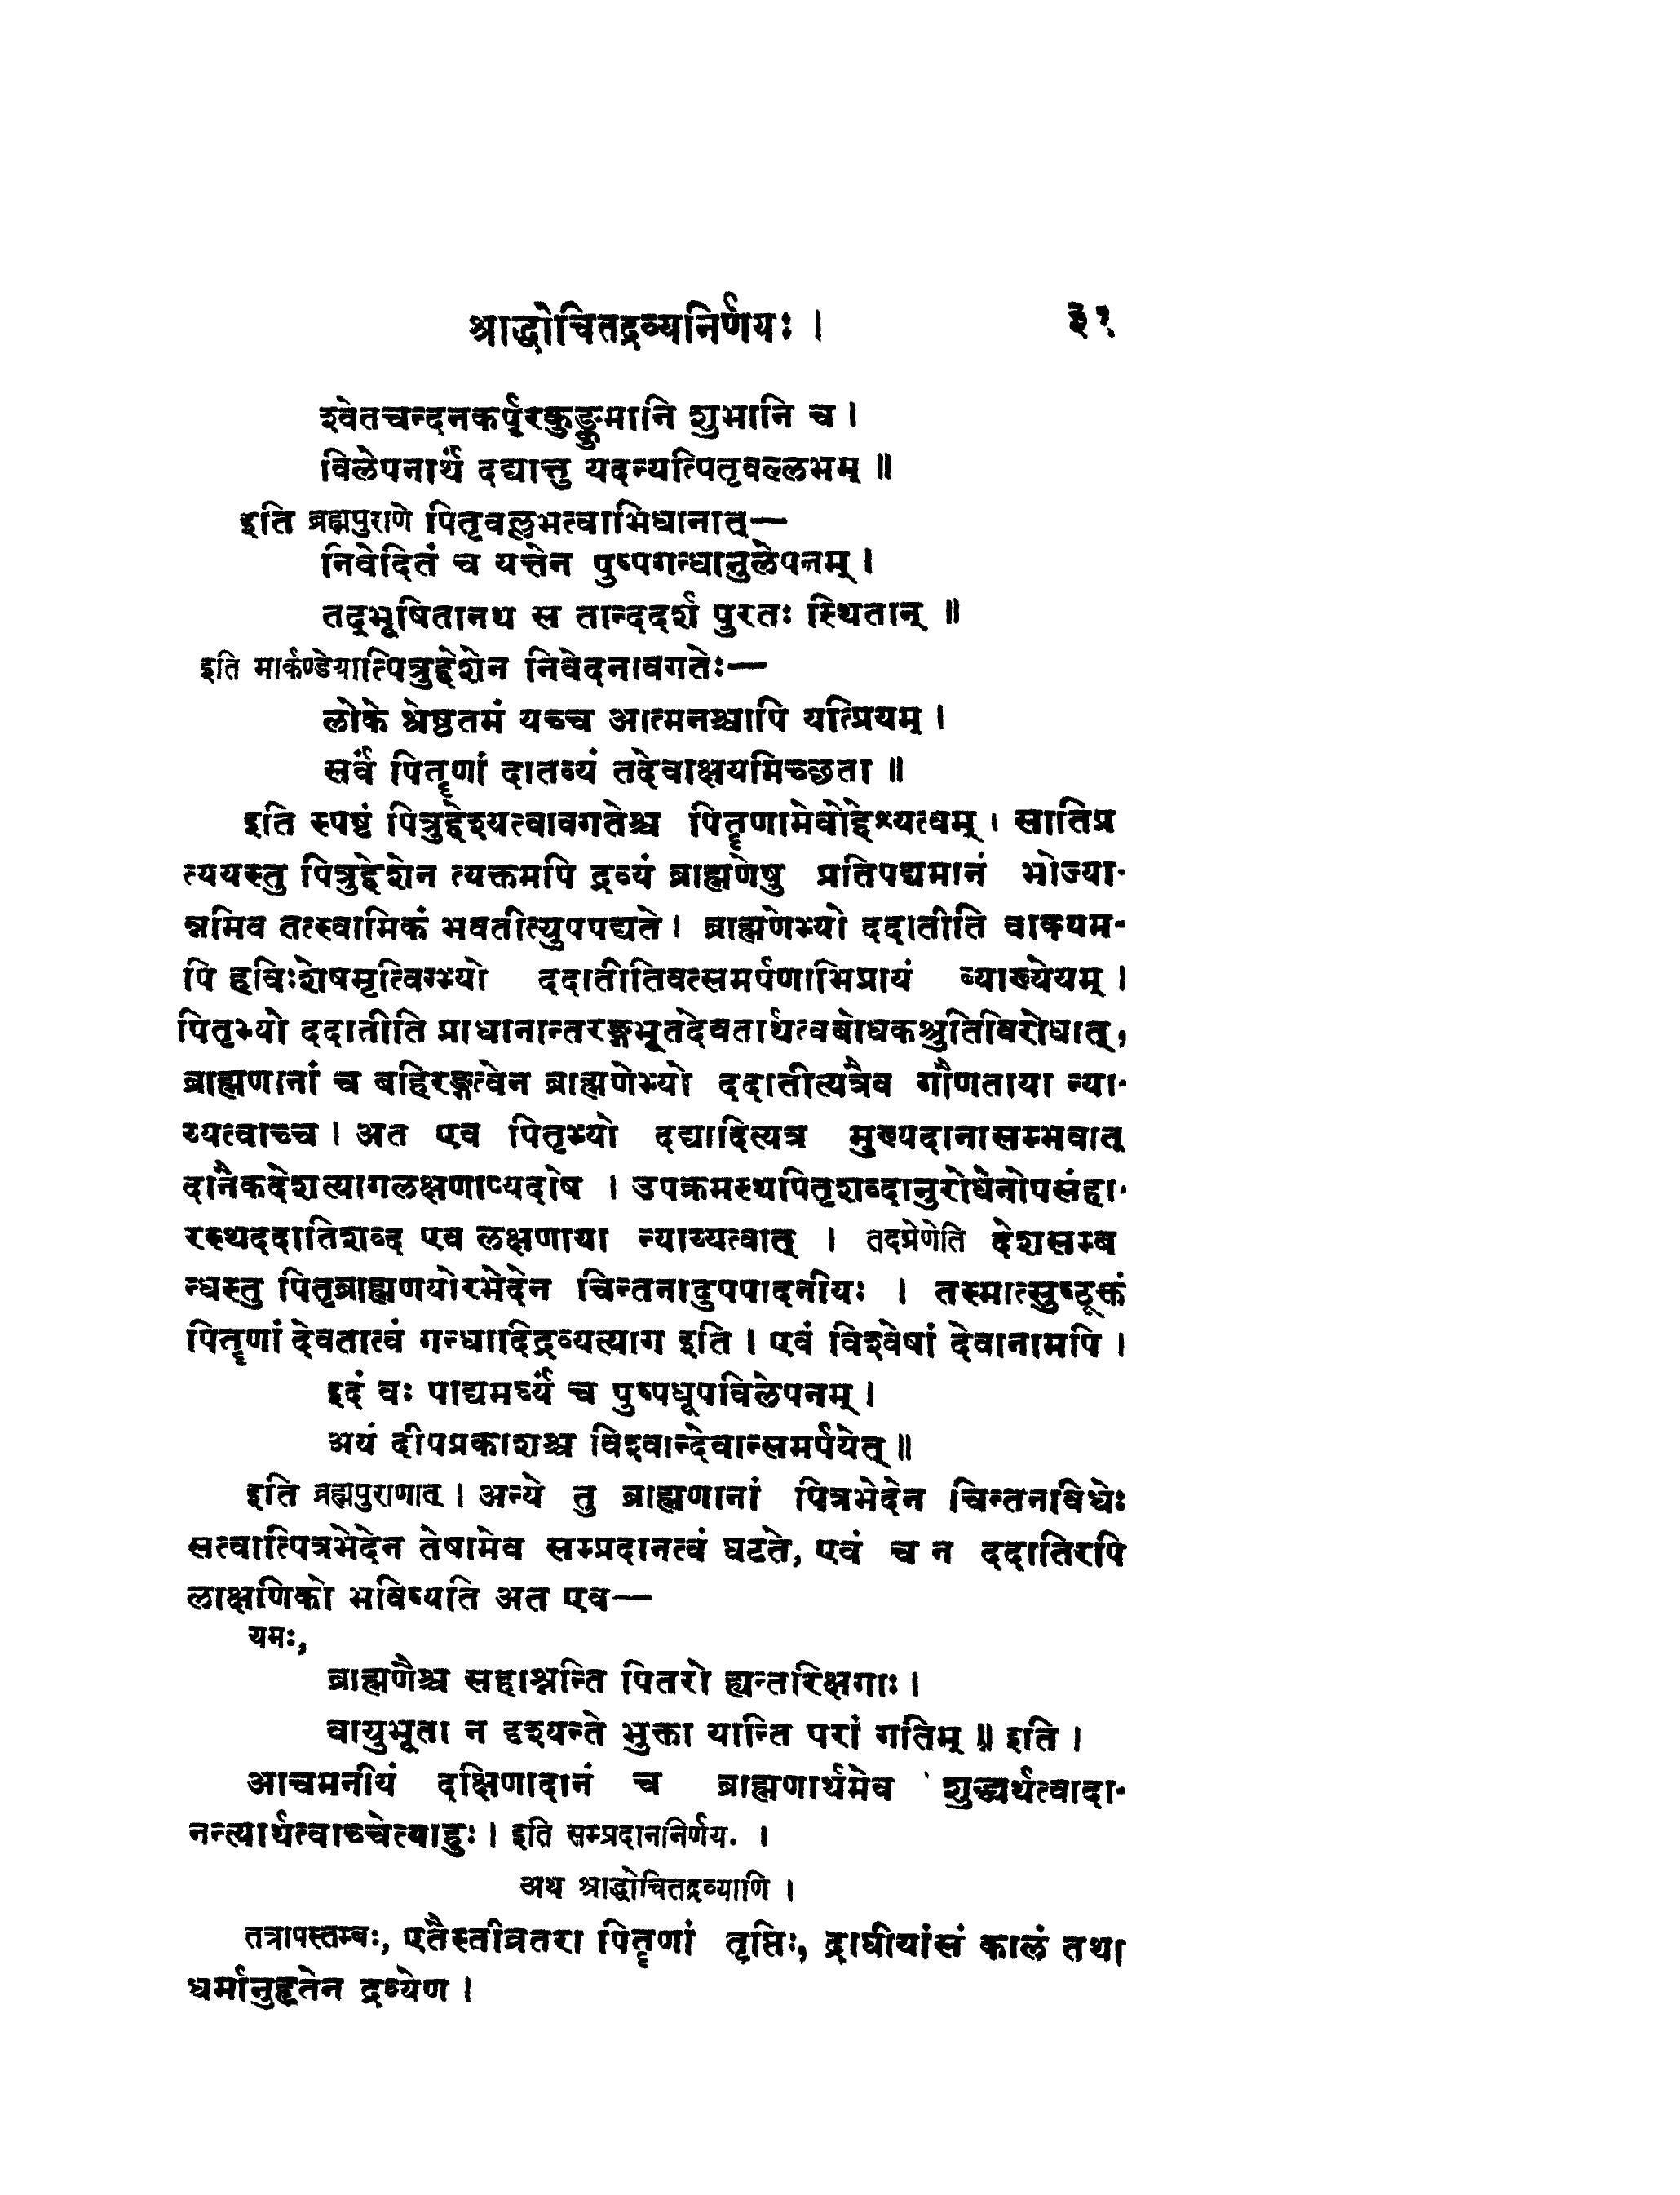 श्राद्धोचितद्रव्यनिर्णयः । ३१
श्वेतचन्दनकर्पूरकुङ्कुमानि शुभानि च ।
विलेपनार्थं दद्यात्तु यदन्यत्पितृवल्लभम् ॥
इति ब्रह्मपुराणे पितृवल्लभत्वाभिधानात्—
निवेदितं च यत्तेन पुष्पगन्धानुलेपनम् ।
तद्भूषितानथ स तान्ददर्श पुरतः स्थितान् ॥
इति मार्कण्डेयात्पित्रुद्देशेन निवेदनावगतेः—
लोके श्रेष्ठतमं यच्च आत्मनश्चापि यत्प्रियम् ।
सर्वं पितॄणां दातव्यं तदेवाक्षयमिच्छता ॥
इति स्पष्टं पित्रुद्देश्यत्वावगतेश्च पितॄणामेवोद्देश्यत्वम् । सातिप्र
त्ययस्तु पित्रुद्देशेन त्यक्तमपि द्रव्यं ब्राह्मणेषु प्रतिपद्यमानं भोज्या-
न्नमिव तत्स्वामिकं भवतीत्युपपद्यते । ब्राह्मणेभ्यो ददातीति वाक्यम-
पि हविःशेषमृत्विग्भ्यो ददातीतिवत्समर्पणाभिप्रायं व्याख्येयम् ।
पितृभ्यो ददातीति प्राधानान्तरङ्गभूतदेवतार्थत्वबोधकश्रुतिविरोधात्,
ब्राह्मणानां च बहिरङ्गत्वेन ब्राह्मणेभ्यो ददातीत्यत्रैव गौणताया न्या-
य्यत्वाच्च । अत एव पितृभ्यो दद्यादित्यत्र मुख्यदानासम्भवात्
दानैकदेशत्यागलक्षणाप्यदोष । उपक्रमस्थपितृशब्दानुरोधेनोपसंहा-
रस्थददातिशब्द एव लक्षणाया न्याय्यत्वात् । तदप्रेणेति देशसम्ब
न्धस्तु पितृब्राह्मणयोरभेदेन चिन्तनादुपपादनीयः । तस्मात्सुष्ठूक्तं
पितॄणां देवतात्वं गन्धादिद्रव्यत्याग इति । एवं विश्वेषां देवानामपि ।
इदं वः पाद्यमर्घ्यं च पुष्पधूपविलेपनम् ।
अयं दीपप्रकाशश्च विश्वान्देवान्समर्पयेत् ॥
इति ब्रह्मपुराणात् । अन्ये तु ब्राह्मणानां पित्रभेदेन चिन्तनविधेः
सत्वात्पित्रभेदेन तेषामेव सम्प्रदानत्वं घटते, एवं च न ददातिरपि
लाक्षणिको भविष्यति अत एव—
यमः,
ब्राह्मणैश्च सहाश्नन्ति पितरो ह्यन्तरिक्षगाः ।
वायुभूता न दृश्यन्ते भुक्ता यान्ति परां गतिम् ॥ इति ।
आचमनीयं दक्षिणादानं च ब्राह्मणार्थमेव शुद्ध्यर्थत्वादा-
नन्त्यार्थत्वाच्चेत्याहुः । इति सम्प्रदाननिर्णय. ।
अथ श्राद्धोचितद्रव्याणि ।
तत्रापस्तम्बः, एतैस्तीव्रतरा पितॄणां तृप्तिः, द्राघीयांसं कालं तथा
धर्मानुहृतेन द्रव्येण ।